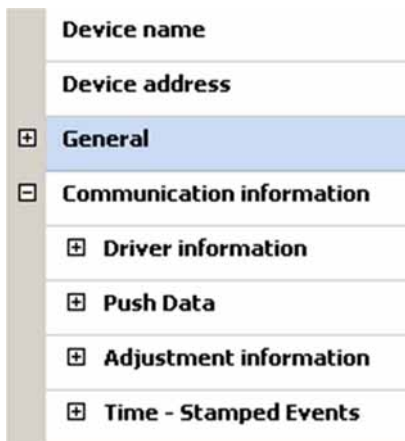 Device name
Device address
General
Communication information
Driver information
Push Data
Adjustment information
Time - Stamped Events